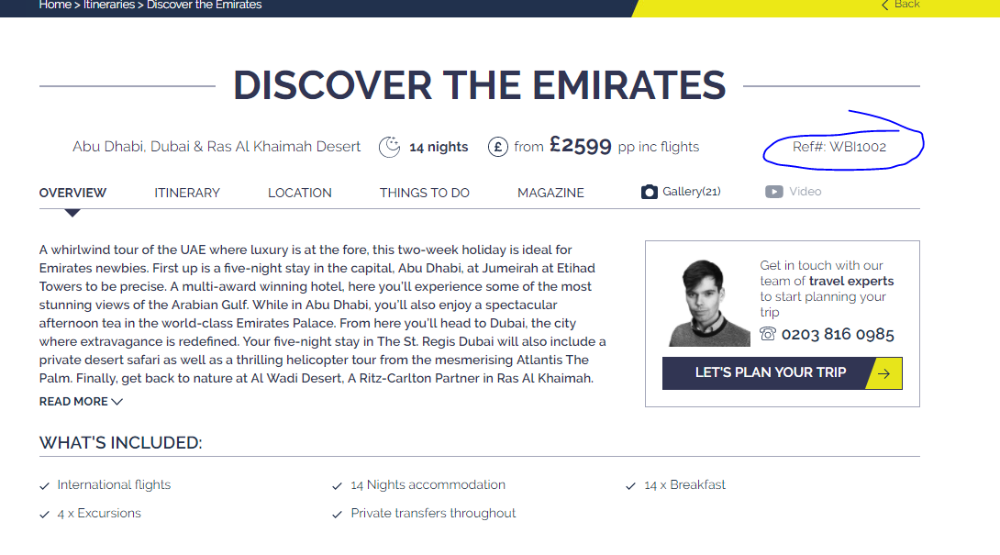 Home > Itineraries > Discover the Emirates
Back
DISCOVER THE EMIRATES
Abu Dhabi, Dubai & Ras Al Khaimah Desert 14 nights £ from £2599 pp inc flights Ref#: WBI1002
OVERVIEW ITINERARY LOCATION THINGS TO DO MAGAZINE Gallery(21) Video
A whirlwind tour of the UAE where luxury is at the fore, this two-week holiday is ideal for
Emirates newbies. First up is a five-night stay in the capital, Abu Dhabi, at Jumeirah at Etihad
Towers to be precise. A multi-award winning hotel, here you'll experience some of the most
stunning views of the Arabian Gulf. While in Abu Dhabi, you'll also enjoy a spectacular
afternoon tea in the world-class Emirates Palace. From here you'll head to Dubai, the city
where extravagance is redefined. Your five-night stay in The St. Regis Dubai will also include a
private desert safari as well as a thrilling helicopter tour from the mesmerising Atlantis The
Palm. Finally, get back to nature at Al Wadi Desert, A Ritz-Carlton Partner in Ras Al Khaimah.
READ MORE
Get in touch with our
team of travel experts
to start planning your
trip
0203 816 0985
LET'S PLAN YOUR TRIP
WHAT'S INCLUDED:
International flights 14 Nights accommodation 14 x Breakfast
4 x Excursions Private transfers throughout